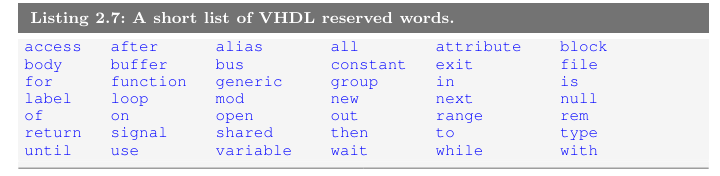 Listing 2.7: A short list of VHDL reserved words.
access after alias all attribute block
body buffer bus constant exit file
for function generic group in is
label loop mod new next null
of on open out range rem
return signal shared then to type
until use variable wait while with